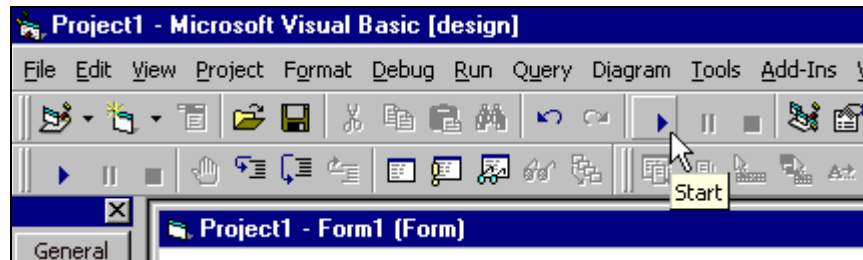 Project1 - Microsoft Visual Basic [design]
File Edit View Project Format Debug Run Query Diagram Tools Add-Ins
Start
Project1 - Form1 (Form)
General